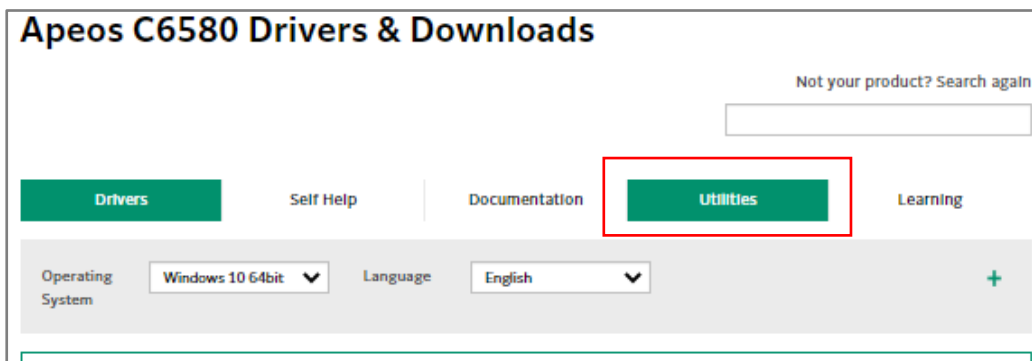 Apeos C6580 Drivers & Downloads
Not your product? Search again
Drivers Self Help Documentation Utilities Learning
Operating System Windows 10 64bit Language English +